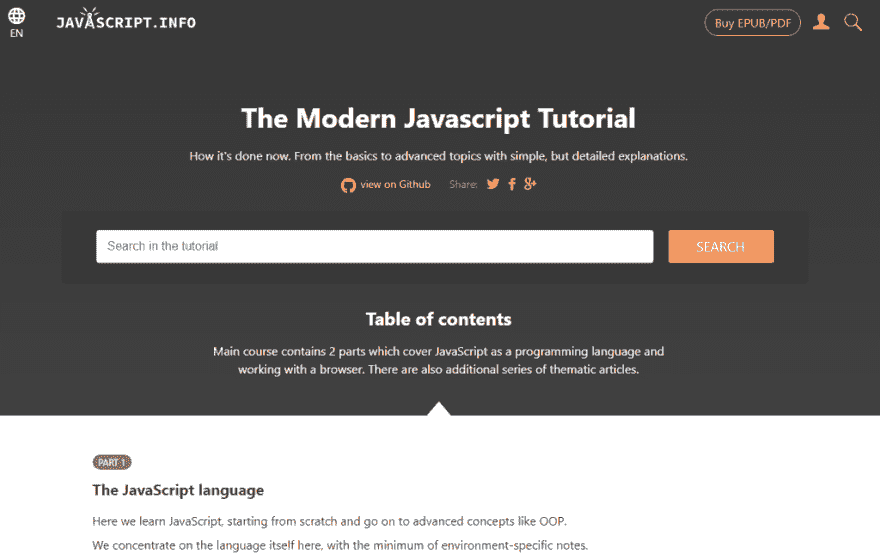 JAVASCRIPT.INFO
Buy EPUB/PDF
EN
The Modern Javascript Tutorial
How it's done now. From the basics to advanced topics with simple, but detailed explanations.
view on Github Share:
Search in the tutorial
SEARCH
Table of contents
Main course contains 2 parts which cover JavaScript as a programming language and
working with a browser. There are also additional series of thematic articles.
PART 1
The JavaScript language
Here we learn JavaScript, starting from scratch and go on to advanced concepts like OOP.
We concentrate on the language itself here, with the minimum of environment-specific notes.